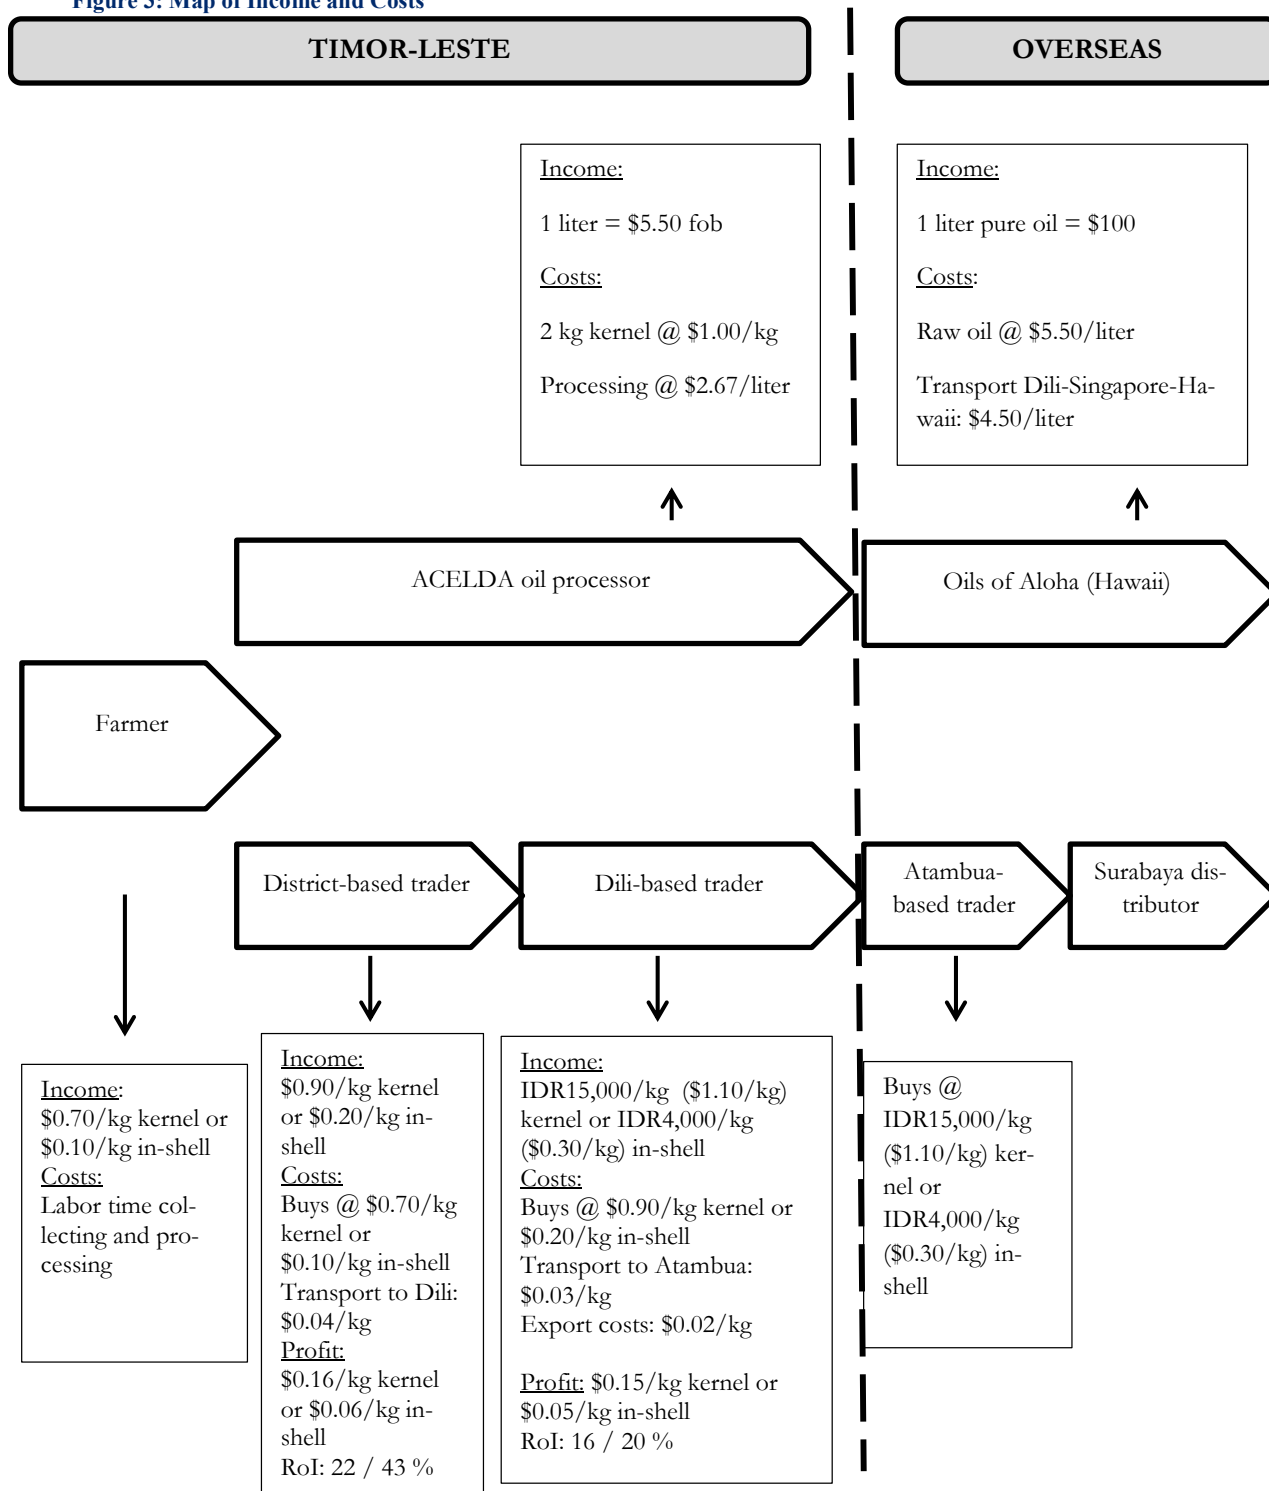 Figure 5: Map of Income and Costs
TIMOR-LESTE
OVERSEAS
Income:
1 liter = $5.50 fob
Costs:
2 kg kernel @ $1.00/kg
Processing @ $2.67/liter
Income:
1 liter pure oil = $100
Costs:
Raw oil @ $5.50/liter
Transport Dili-Singapore-Ha-
waii: $4.50/liter
ACELDA oil processor
Oils of Aloha (Hawaii)
Farmer
District-based trader
Dili-based trader
Atambua-
based trader
Surabaya dis-
tributor
Income:
$0.70/kg kernel or
$0.10/kg in-shell
Costs:
Labor time col-
lecting and pro-
cessing
Income:
$0.90/kg kernel
or $0.20/kg in-
shell
Costs:
Buys @ $0.70/kg
kernel or
$0.10/kg in-shell
Transport to Dili:
$0.04/kg
Profit:
$0.16/kg kernel
or $0.06/kg in-
shell
RoI: 22 / 43 %
Income:
IDR15,000/kg ($1.10/kg)
kernel or IDR4,000/kg
($0.30/kg) in-shell
Costs:
Buys @ $0.90/kg kernel or
$0.20/kg in-shell
Transport to Atambua:
$0.03/kg
Export costs: $0.02/kg
Profit: $0.15/kg kernel or
$0.05/kg in-shell
RoI: 16 / 20 %
Buys @
IDR15,000/kg
($1.10/kg) ker-
nel or
IDR4,000/kg
($0.30/kg) in-
shell